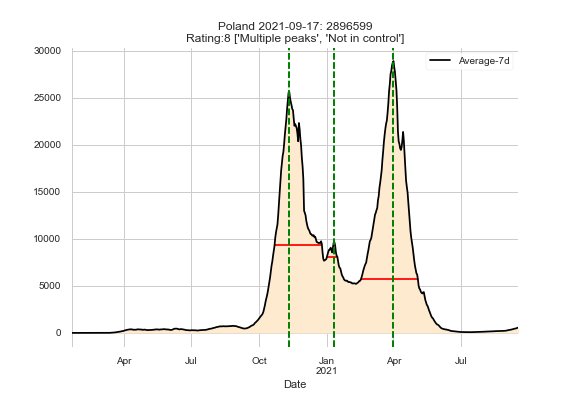 Poland 2021-09-17: 2896599
Rating:8 ['Multiple peaks', 'Not in control']
Average-7d
30000
25000
20000
15000
10000
5000
0
Apr
Jul
Oct
Jan
2021
Apr
Jul
Date